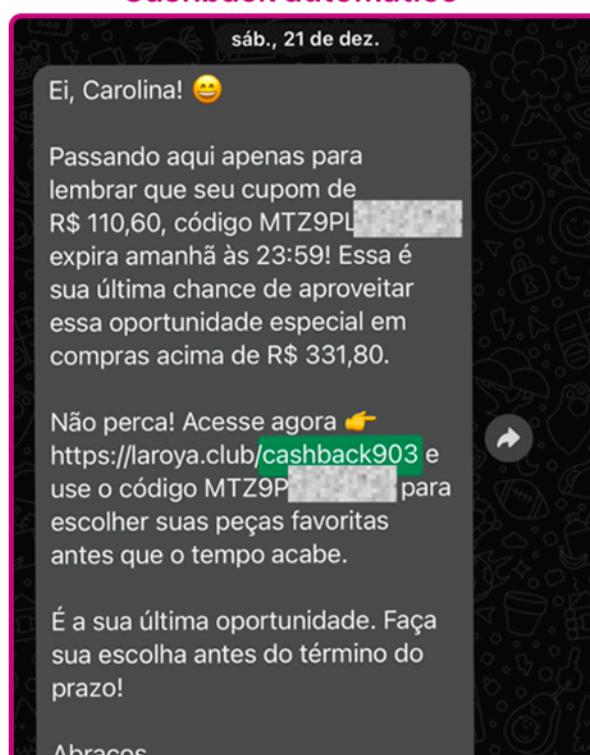 Cashback automático
sáb., 21 de dez.
Ei, Carolina! 😄
Passando aqui apenas para
lembrar que seu cupom de
R$ 110,60, código MTZ9PL
expira amanhã às 23:59! Essa é
sua última chance de aproveitar
essa oportunidade especial em
compras acima de R$ 331,80.
Não perca! Acesse agora 👉
https://laroya.club/cashback903 e
use o código MTZ9P para
escolher suas peças favoritas
antes que o tempo acabe.
É a sua última oportunidade. Faça
sua escolha antes do término do
prazo!
Abraços